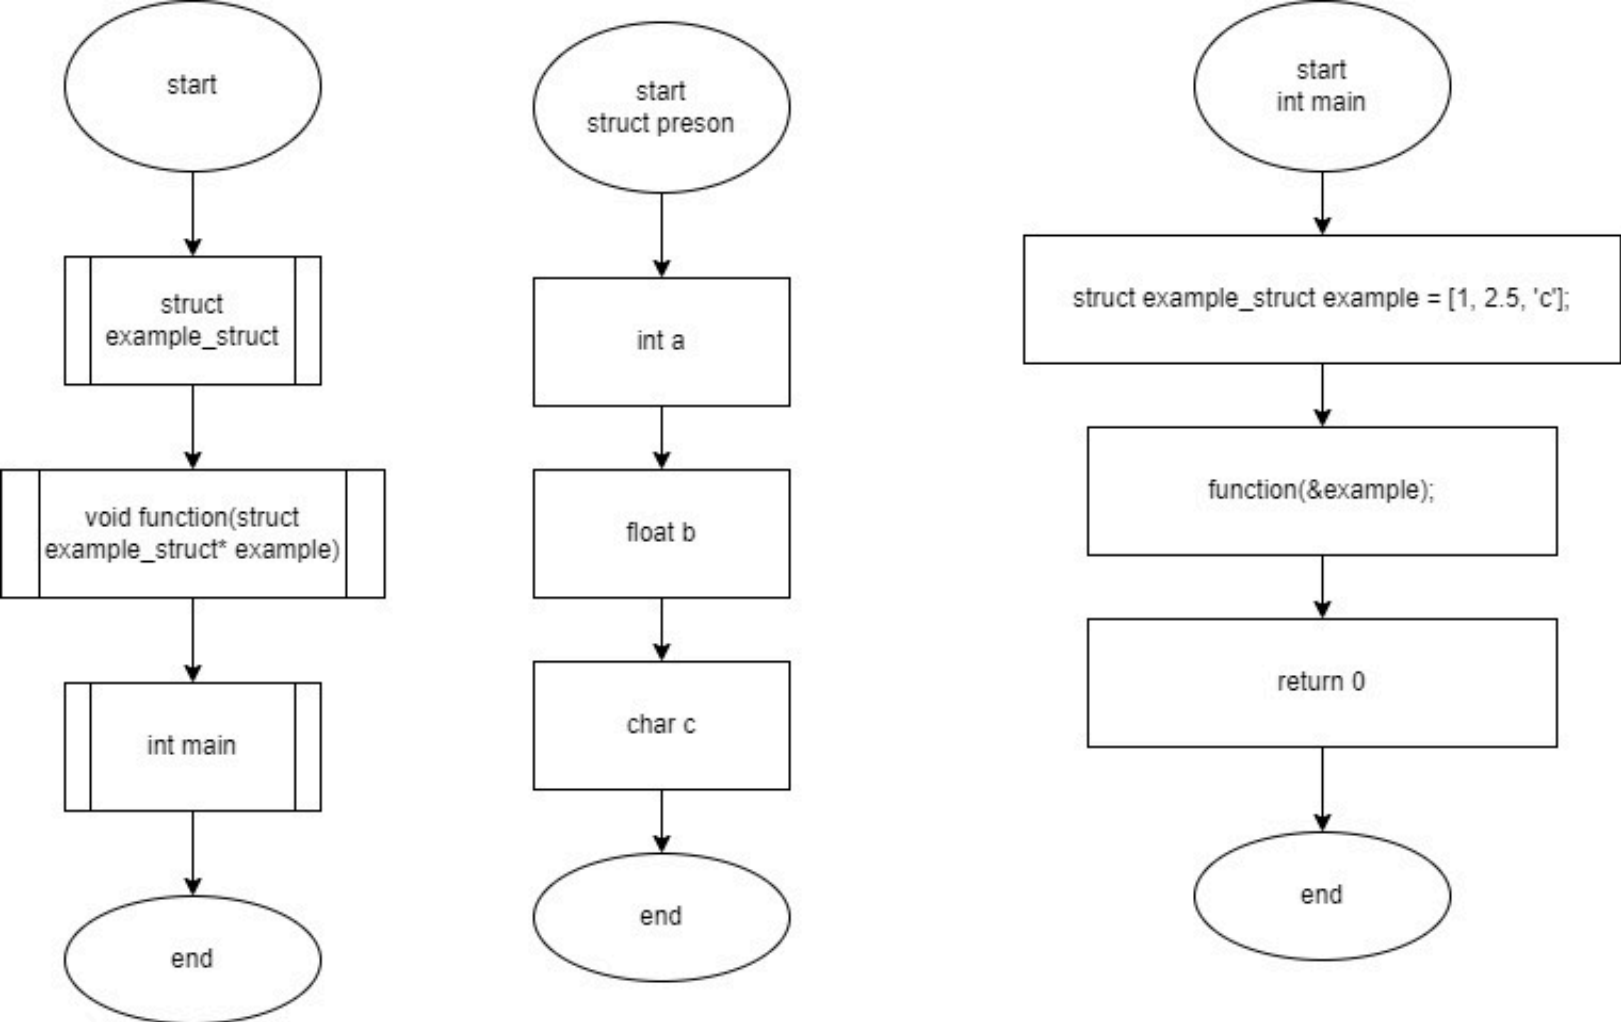 start
struct
example_struct
void function(struct
example_struct* example)
int main
end
start
struct preson
int a
float b
char c
end
start
int main
struct example_struct example = [1, 2.5, 'c'];
function(&example);
return 0
end